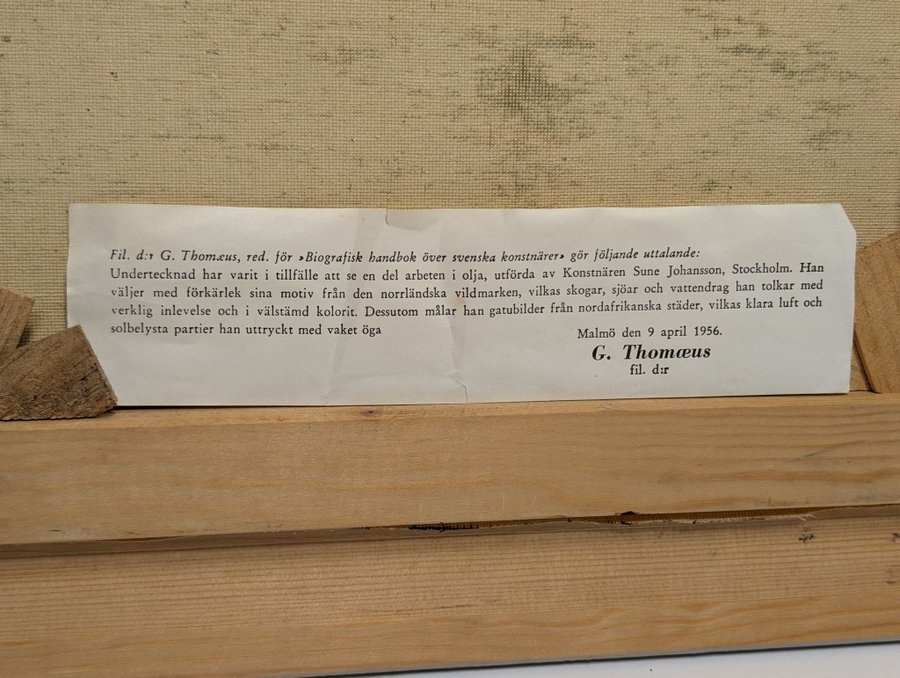 Fil. d:r G. Thomæus, red. för »Biografisk handbok över svenska konstnärer» gör följande uttalande:
Undertecknad har varit i tillfälle att se en del arbeten i olja, utförda av Konstnären Sune Johansson, Stockholm. Han
väljer med förkärlek sina motiv från den norrländska vildmarken, vilkas skogar, sjöar och vattendrag han tolkar med
verklig inlevelse och i välstämd kolorit. Dessutom målar han gatubilder från nordafrikanska städer, vilkas klara luft och
solbelysta partier han uttryckt med vaket öga
Malmö den 9 april 1956.
G. Thomæus
fil. d:r